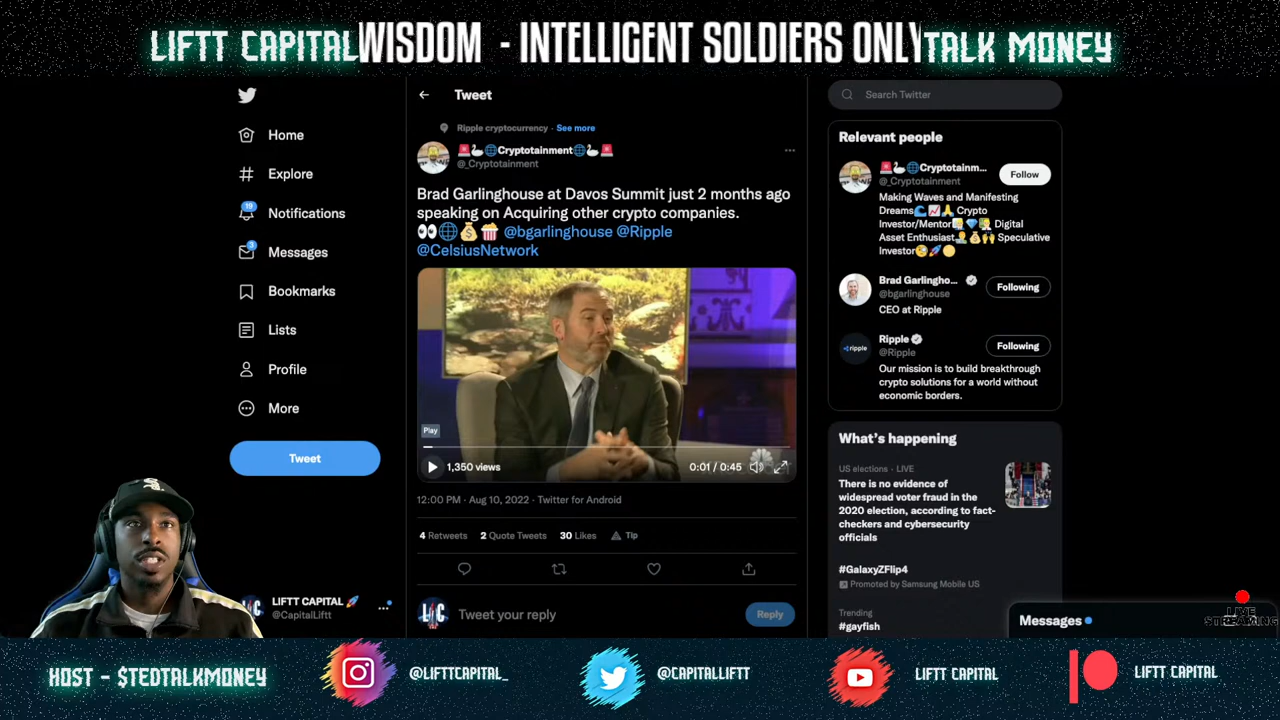 LIFTT CAPITAL
WISDOM - INTELLIGENT SOLDIERS ONLY
TALK MONEY
Home
Explore
19
Notifications
3
Messages
Bookmarks
Lists
Profile
More
Tweet
LIFTT CAPITAL 🚀
@CapitalLiftt
Tweet
Ripple cryptocurrency · See more
🚨🦢🌐Cryptotainment🌐🦢🚨
@_Cryptotainment
Brad Garlinghouse at Davos Summit just 2 months ago
speaking on Acquiring other crypto companies.
👀🌐💰🍿 @bgarlinghouse @Ripple
@CelsiusNetwork
Play
1,350 views
0:01 / 0:45
12:00 PM · Aug 10, 2022 · Twitter for Android
4 Retweets 2 Quote Tweets 30 Likes Tip
Tweet your reply
Reply
Search Twitter
Relevant people
🚨🦢🌐Cryptotainm...
@_Cryptotainment
Follow
Making Waves and Manifesting
Dreams🌊📈🙏 Crypto
Investor/Mentor Digital
Asset Enthusiast Speculative
Investor
Brad Garlingho...
@bgarlinghouse
Following
CEO at Ripple
ripple
Ripple
@Ripple
Following
Our mission is to build breakthrough
crypto solutions for a world without
economic borders.
What's happening
US elections · LIVE
There is no evidence of
widespread voter fraud in the
2020 election, according to fact-
checkers and cybersecurity
officials
#GalaxyZFlip4
Promoted by Samsung Mobile US
Trending
#gayfish
Messages
LIVE
STREAMING
HOST - $TEDTALKMONEY
@LIFTTCAPITAL_
@CAPITALLIFTT
LIFTT CAPITAL
LIFTT CAPITAL